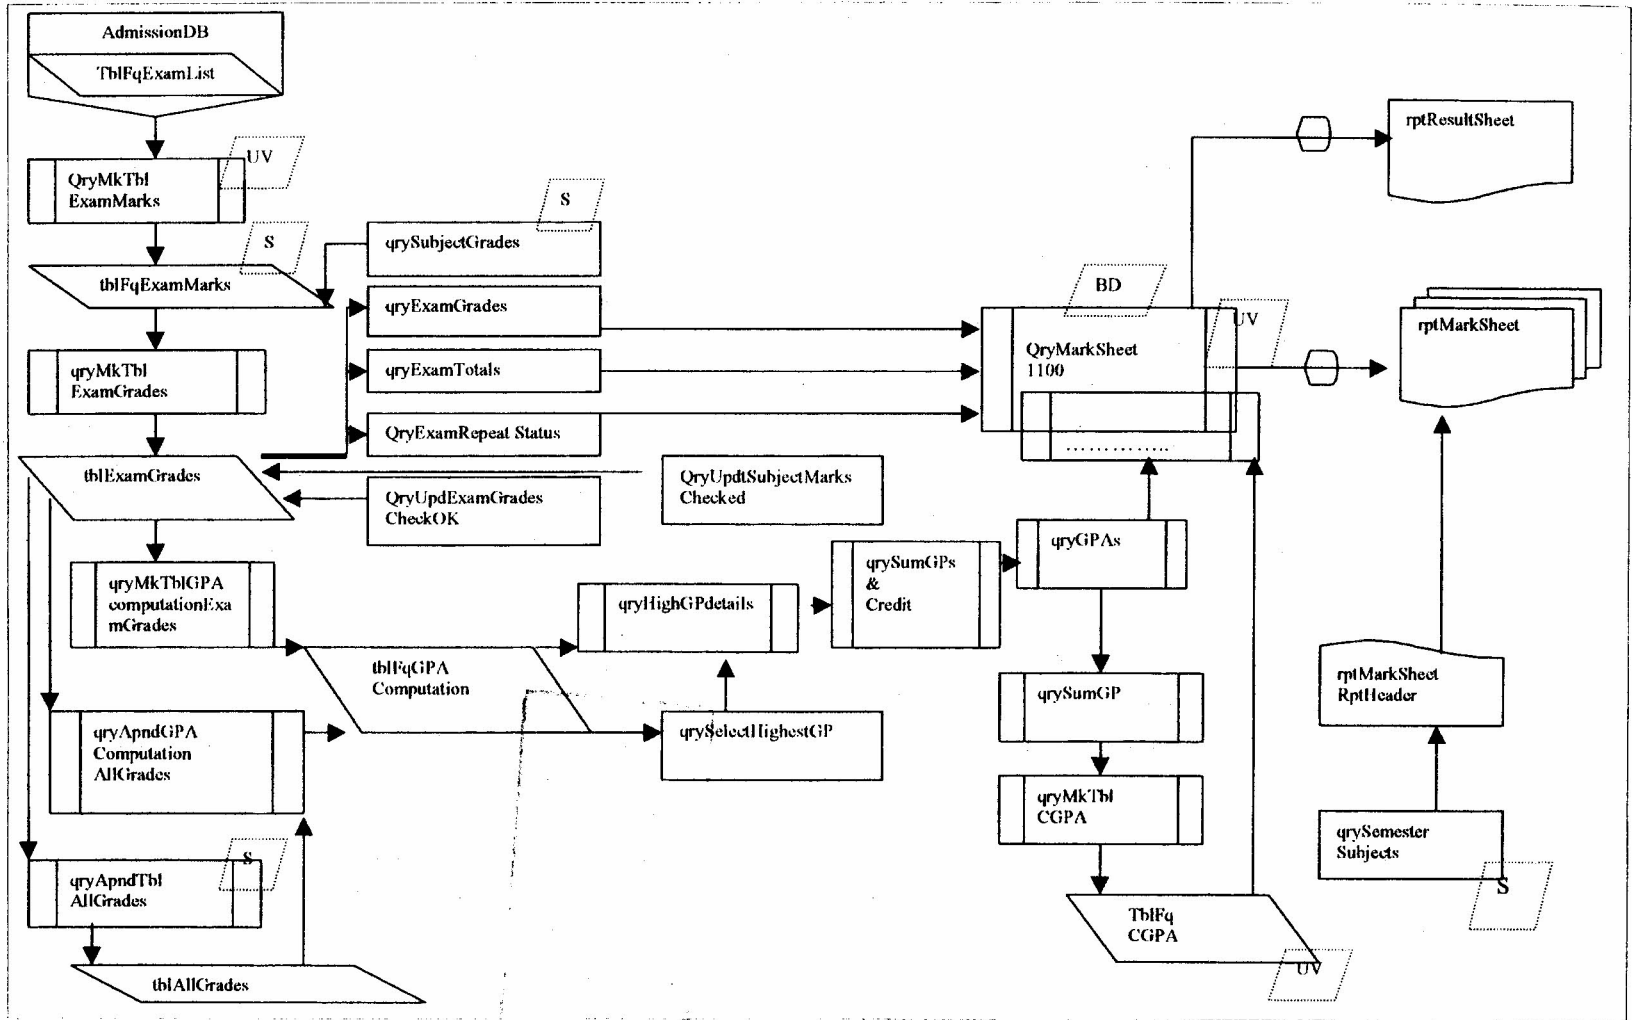 AdmissionDB
TblFqExamList
UV
QryMkTbl
ExamMarks
S
tblFqExamMarks
qryMkTbl
ExamGrades
tblExamGrades
S
qrySubjectGrades
qryExamGrades
qryExamTotals
QryExamRepeat Status
QryUpdExamGrades
CheckOK
QryUpdtSubjectMarks
Checked
qryMkTblGPA
computationExa
mGrades
tblFqGPA
Computation
qryApndGPA
Computation
AllGrades
S
qryApndTbl
AllGrades
tblAllGrades
qryHighGPdetails
qrySelectHighestGP
qrySumGPs
&
Credit
qryGPAs
qrySumGP
qryMkTbl
CGPA
TblFq
CGPA
UV
BD
UV
QryMarkSheet
1100
..............
rptResultSheet
rptMarkSheet
rptMarkSheet
RptHeader
qrySemester
Subjects
S